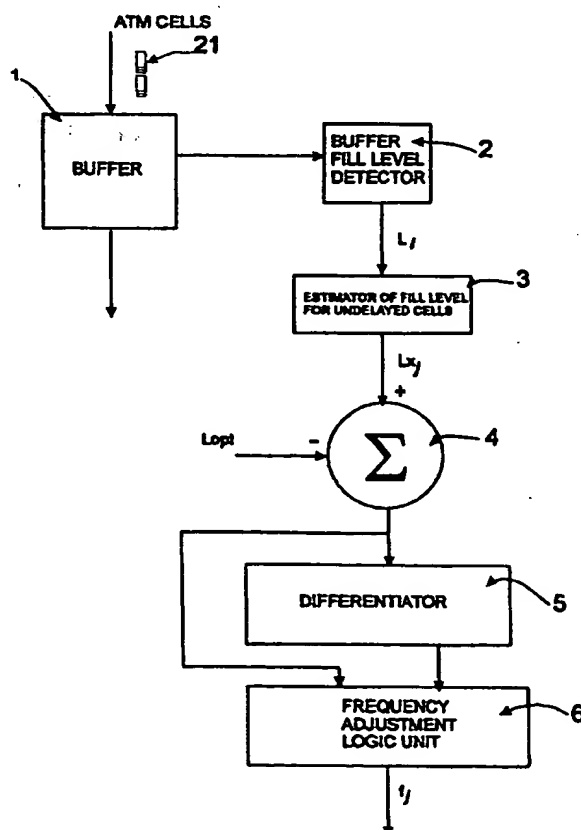 ATM CELLS
21
1
BUFFER
BUFFER
FILL LEVEL
DETECTOR
2
Li
3
ESTIMATOR OF FILL LEVEL
FOR UNDELAYED CELLS
Lxj
+
Lopt
-
Σ
4
DIFFERENTIATOR
5
FREQUENCY
ADJUSTMENT
LOGIC UNIT
6
fj